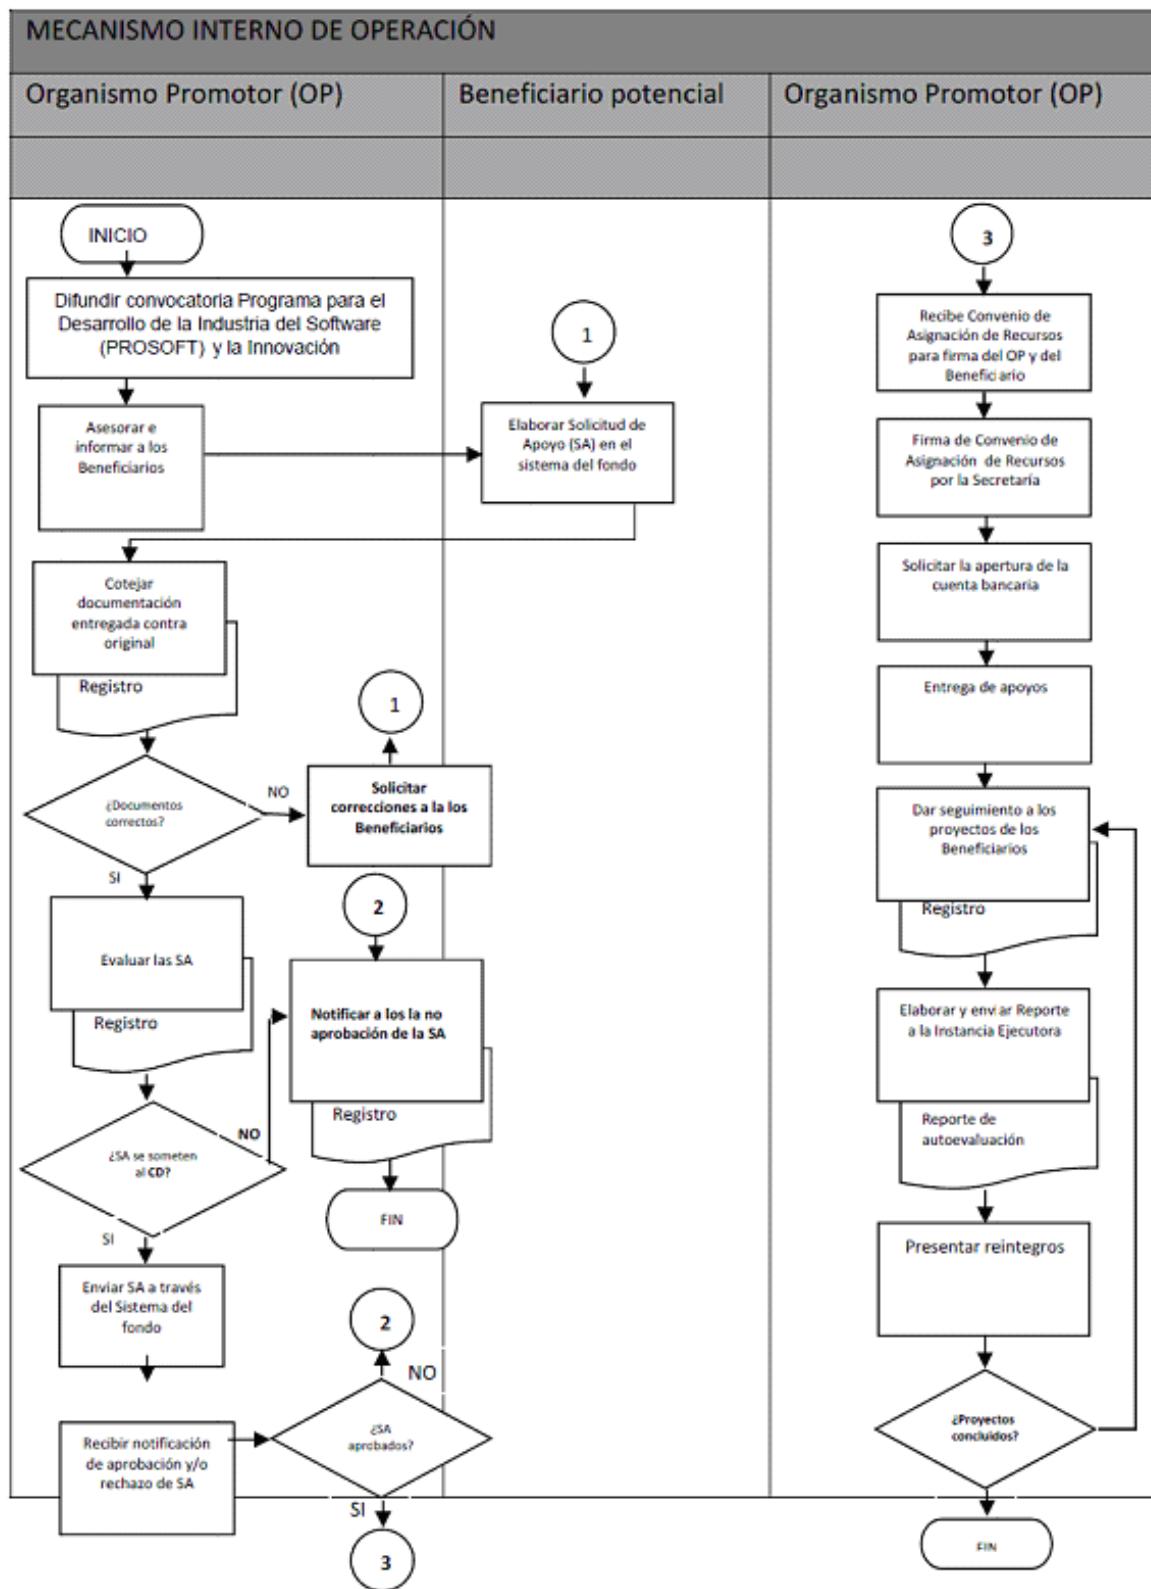 MECANISMO INTERNO DE OPERACIÓN
Organismo Promotor (OP)
Beneficiario potencial
Organismo Promotor (OP)
INICIO
Difundir convocatoria Programa para el
Desarrollo de la Industria del Software
(PROSOFT) y la Innovación
Asesorar e
informar a los
Beneficiarios
1
Elaborar Solicitud de
Apoyo (SA) en el
sistema del fondo
Cotejar
documentación
entregada contra
original
Registro
¿Documentos
correctos?
NO
1
Solicitar
correcciones a la los
Beneficiarios
SI
Evaluar las SA
Registro
2
Notificar a los la no
aprobación de la SA
Registro
FIN
¿SA se someten
al CD?
NO
SI
Enviar SA a través
del Sistema del
fondo
Recibir notificación
de aprobación y/o
rechazo de SA
2
NO
¿SA
aprobados?
SI
3
3
Recibe Convenio de
Asignación de Recursos
para firma del OP y del
Beneficiario
Firma de Convenio de
Asignación de Recursos
por la Secretaría
Solicitar la apertura de la
cuenta bancaria
Entrega de apoyos
Dar seguimiento a los
proyectos de los
Beneficiarios
Registro
Elaborar y enviar Reporte
a la Instancia Ejecutora
Reporte de
autoevaluación
Presentar reintegros
¿Proyectos
concluidos?
FIN